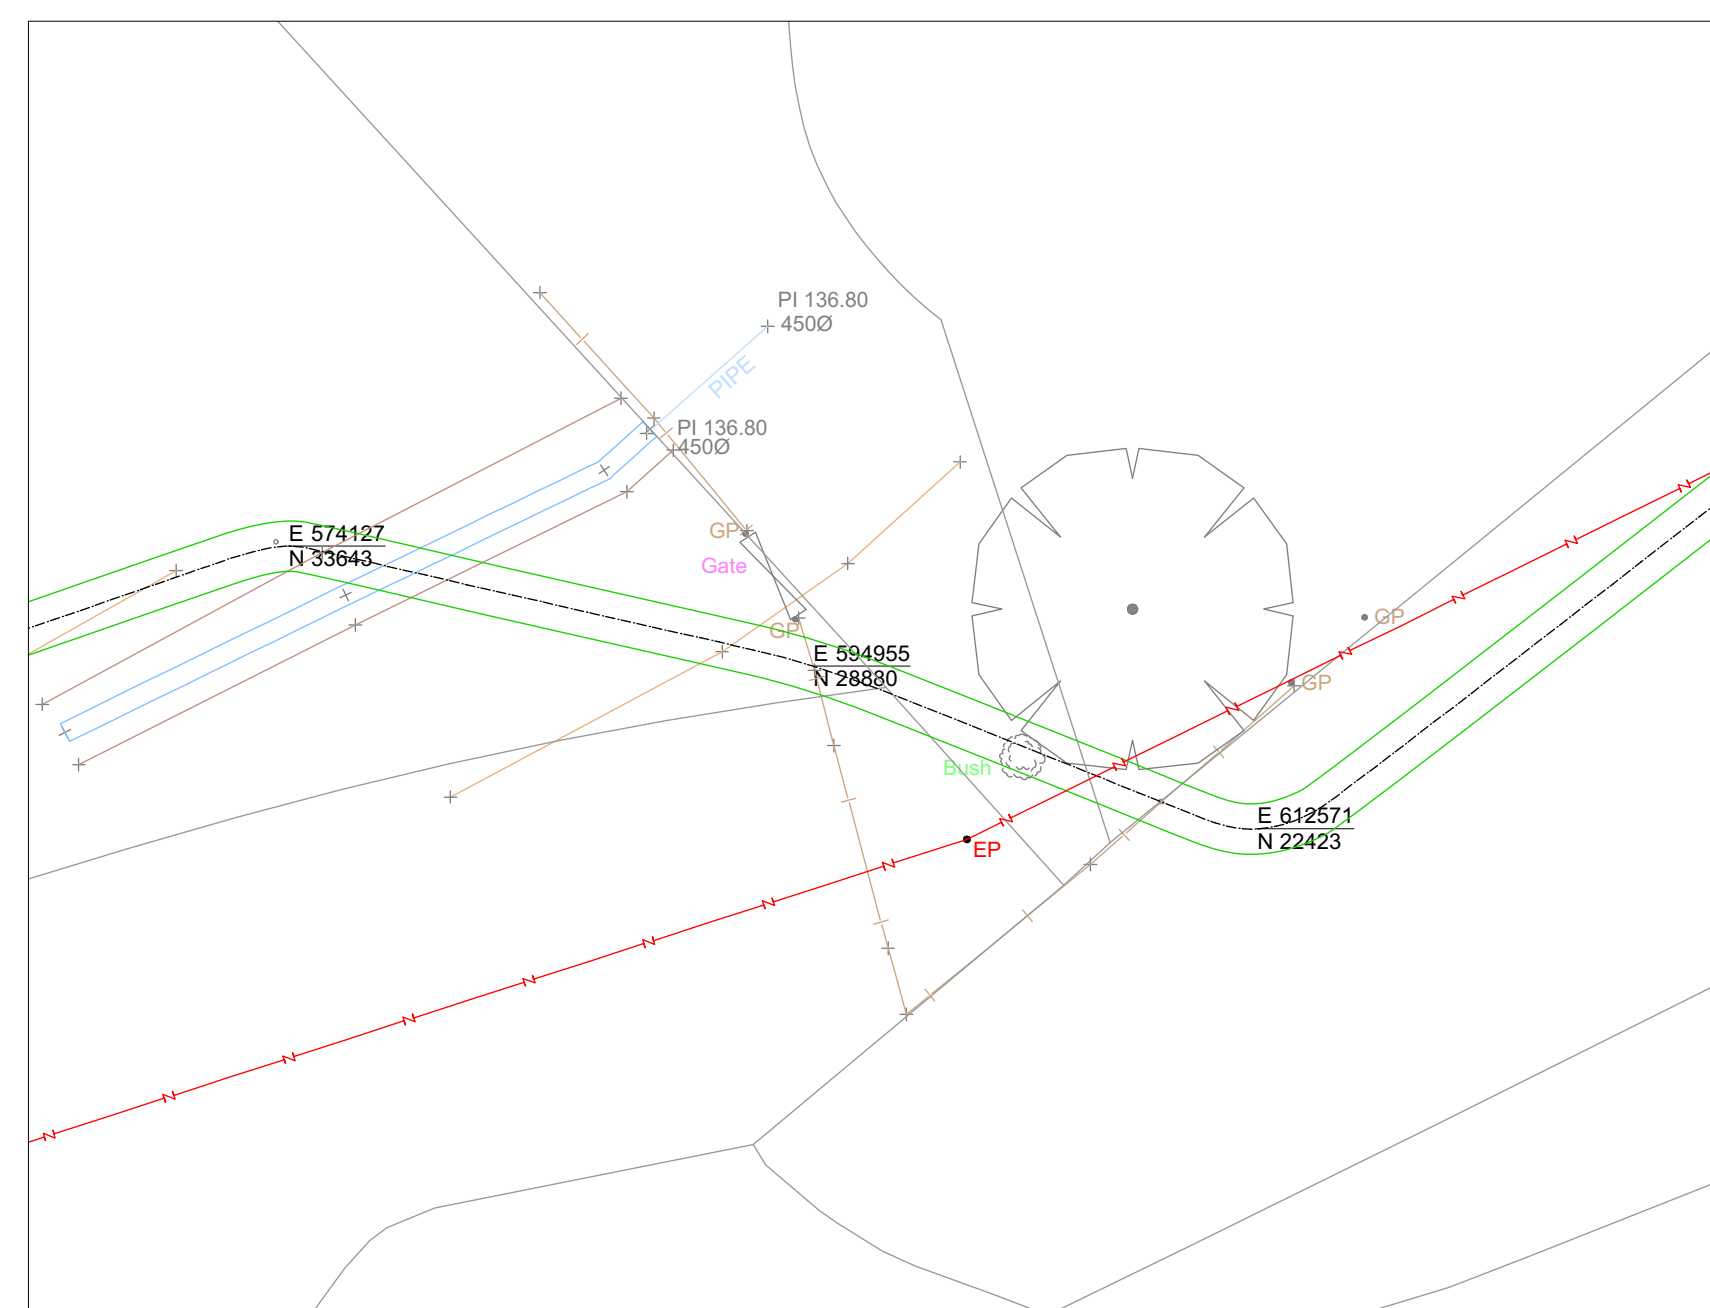 PI 136.80
450Ø
PIPE
PI 136.80
450Ø
E 574127
N 33643
GP
Gate
GP
GP
E 594955
N 28880
GP
Bush
E 612571
N 22423
EP